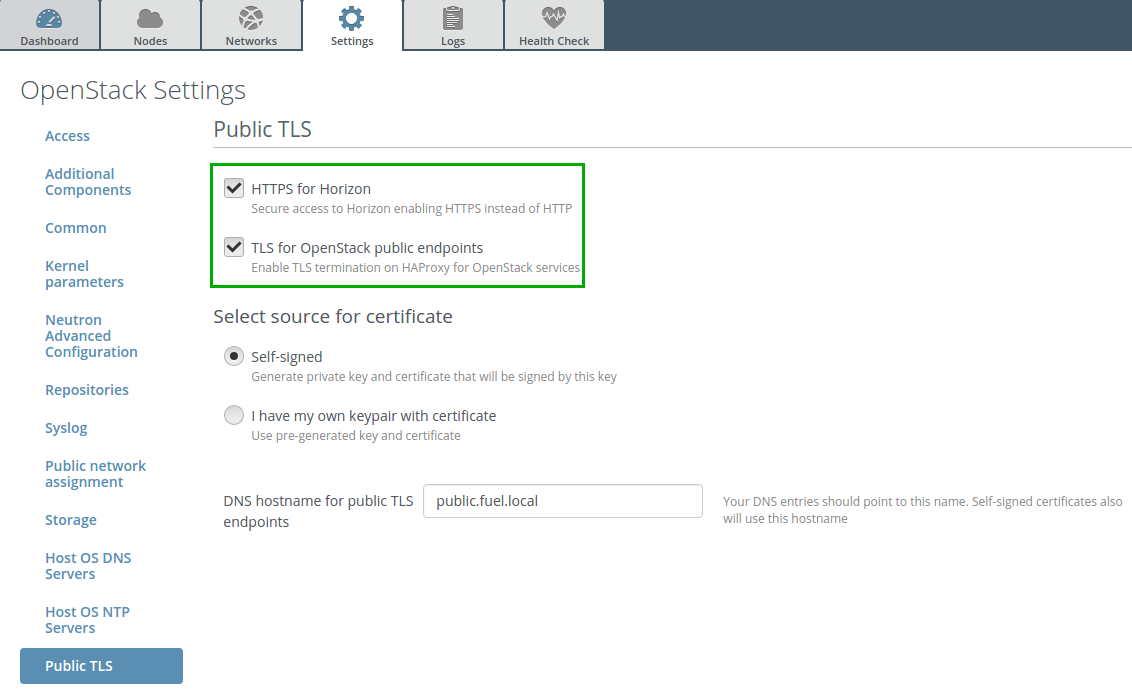 Dashboard
Nodes
Networks
Settings
Logs
Health Check
OpenStack Settings
Access
Additional
Components
Common
Kernel
parameters
Neutron
Advanced
Configuration
Repositories
Syslog
Public network
assignment
Storage
Host OS DNS
Servers
Host OS NTP
Servers
Public TLS
Public TLS
HTTPS for Horizon
Secure access to Horizon enabling HTTPS instead of HTTP
TLS for OpenStack public endpoints
Enable TLS termination on HAProxy for OpenStack services
Select source for certificate
Self-signed
Generate private key and certificate that will be signed by this key
I have my own keypair with certificate
Use pre-generated key and certificate
DNS hostname for public TLS
endpoints
public.fuel.local
Your DNS entries should point to this name. Self-signed certificates also
will use this hostname